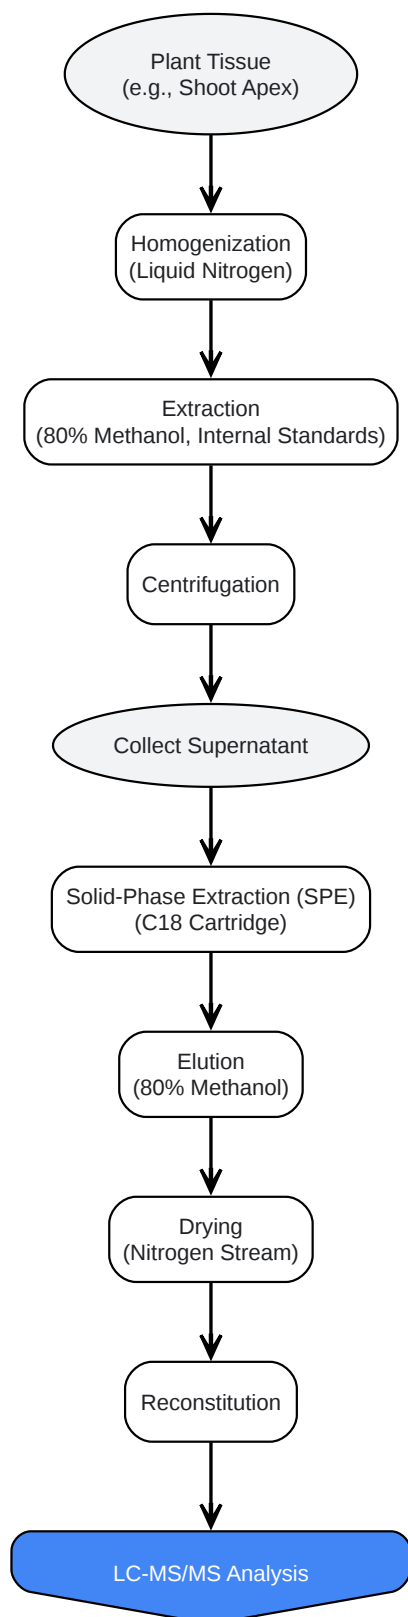 Plant Tissue
(e.g., Shoot Apex)
Homogenization
(Liquid Nitrogen)
Extraction
(80% Methanol, Internal Standards)
Centrifugation
Collect Supernatant
Solid-Phase Extraction (SPE)
(C18 Cartridge)
Elution
(80% Methanol)
Drying
(Nitrogen Stream)
Reconstitution
LC-MS/MS Analysis